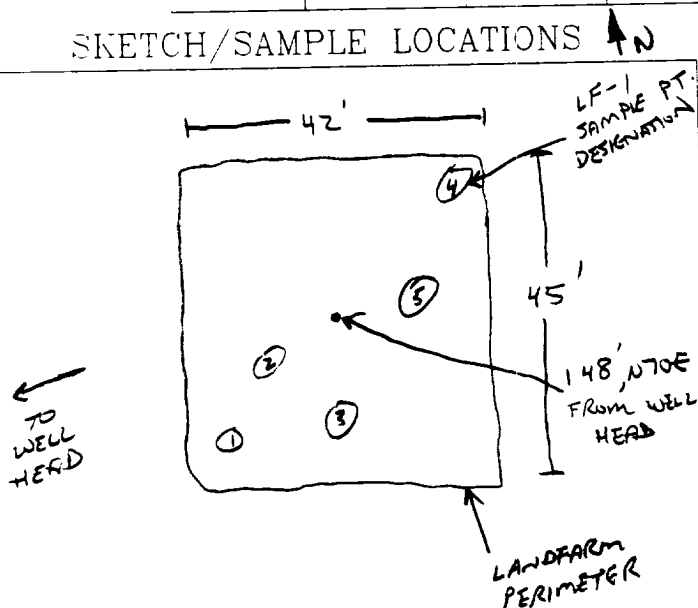 SKETCH/SAMPLE LOCATIONS N
42'
LF-1
SAMPLE PT.
DESIGNATION
4
5
45'
2
148', N70E
FROM WELL
HEAD
3
1
TO
WELL
HEAD
LANDFARM
PERIMETER